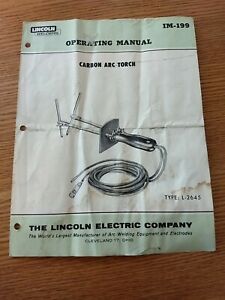 LINCOLN
WELDERS
IM-199
OPERATING MANUAL
CARBON ARC TORCH
TYPE: L-2645
THE LINCOLN ELECTRIC COMPANY
The World's Largest Manufacturer of Arc Welding Equipment and Electrodes
CLEVELAND 17, OHIO